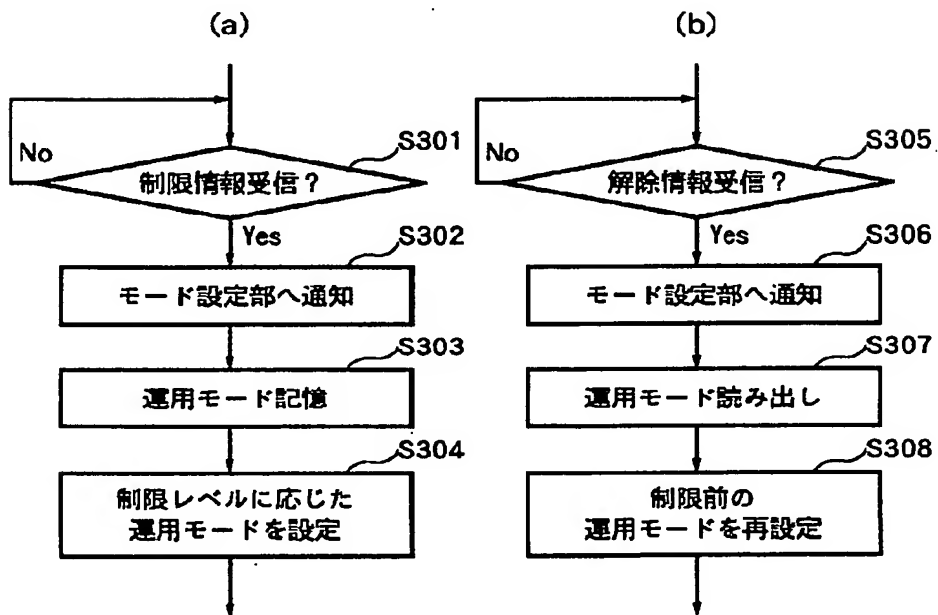 (a)
No
S301
制限情報受信？
Yes
S302
モード設定部へ通知
S303
運用モード記憶
S304
制限レベルに応じた
運用モードを設定
(b)
No
S305
解除情報受信？
Yes
S306
モード設定部へ通知
S307
運用モード読み出し
S308
制限前の
運用モードを再設定